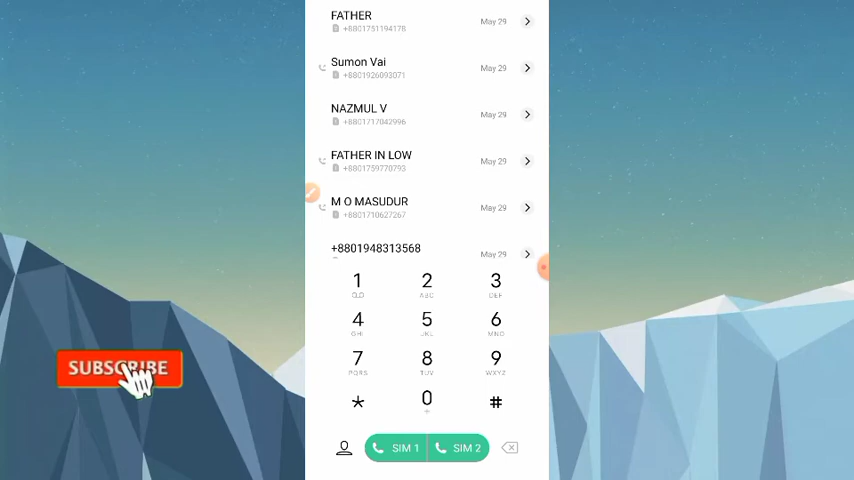 FATHER
+8801751194178
May 29
Sumon Vai
+8801926093071
May 29
NAZMUL V
+8801717042996
May 29
FATHER IN LOW
+8801759770793
May 29
M O MASUDUR
+8801710627267
May 29
+8801948313568
May 29
1 2 3
ABC DEF
4 5 6
GHI JKL MNO
7 8 9
PQRS TUV WXYZ
* 0 #
+
SIM 1 SIM 2
SUBSCRIBE